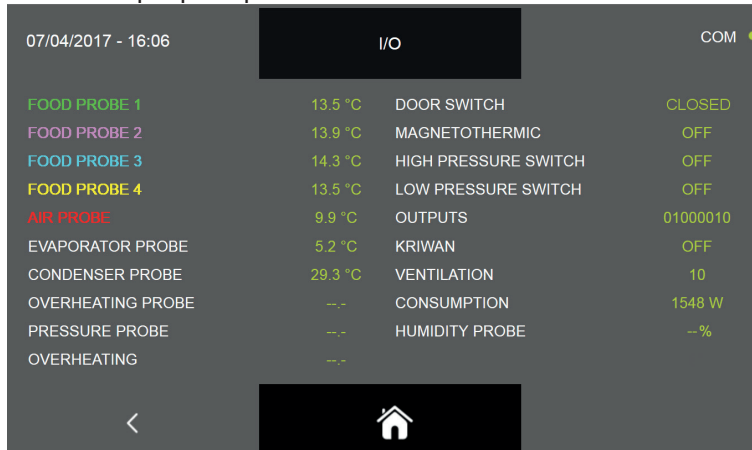 07/04/2017 - 16:06 I/O COM
FOOD PROBE 1 13.5 °C DOOR SWITCH CLOSED
FOOD PROBE 2 13.9 °C MAGNETOTHERMIC OFF
FOOD PROBE 3 14.3 °C HIGH PRESSURE SWITCH OFF
FOOD PROBE 4 13.5 °C LOW PRESSURE SWITCH OFF
AIR PROBE 9.9 °C OUTPUTS 01000010
EVAPORATOR PROBE 5.2 °C KRIWAN OFF
CONDENSER PROBE 29.3 °C VENTILATION 10
OVERHEATING PROBE --.- CONSUMPTION 1548 W
PRESSURE PROBE --.- HUMIDITY PROBE --%
OVERHEATING --.-